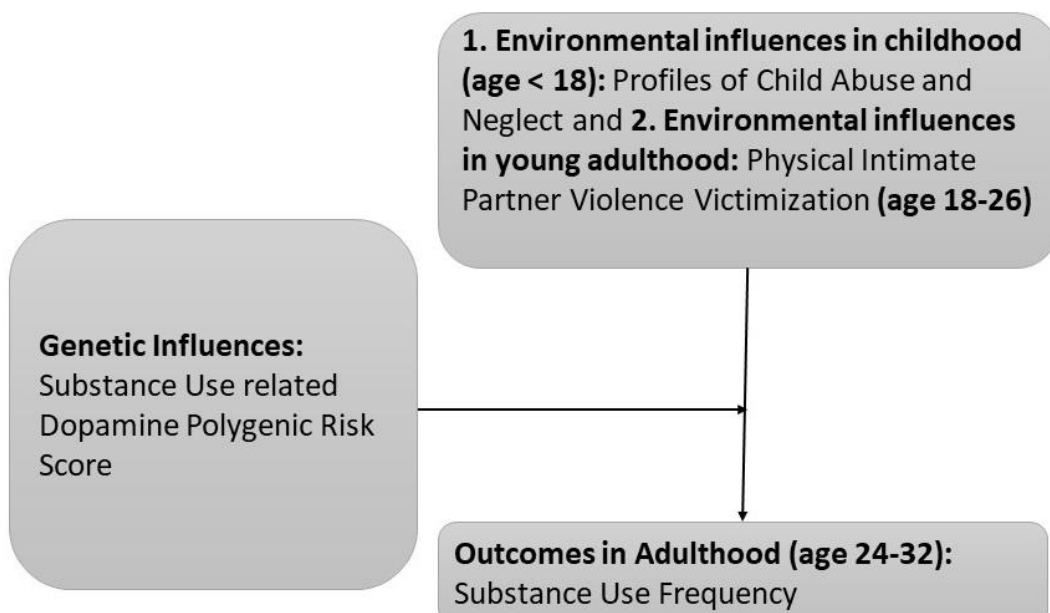 1. Environmental influences in childhood
(age < 18): Profiles of Child Abuse and
Neglect and 2. Environmental influences
in young adulthood: Physical Intimate
Partner Violence Victimization (age 18-26)
Genetic Influences:
Substance Use related
Dopamine Polygenic Risk
Score
Outcomes in Adulthood (age 24-32):
Substance Use Frequency